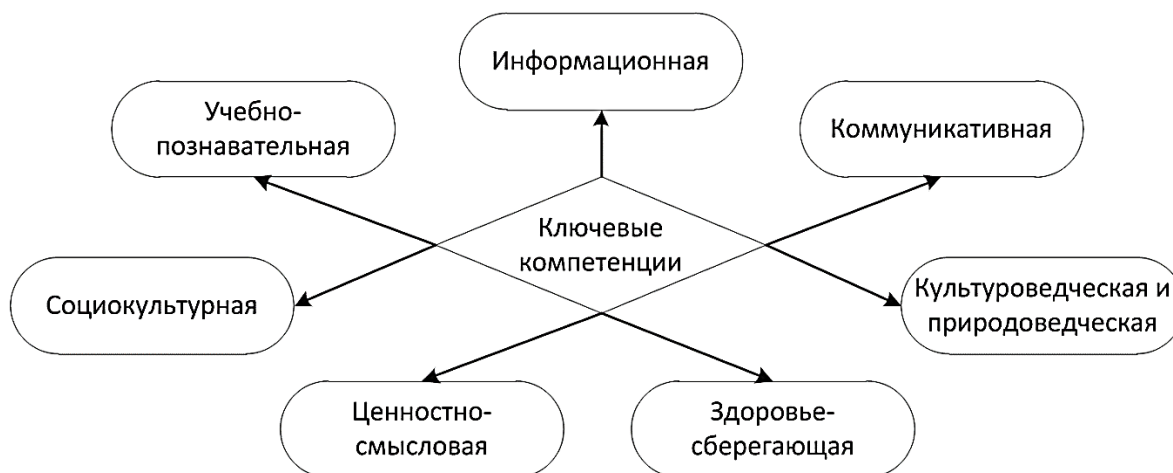 Информационная
Учебно-
познавательная
Коммуникативная
Ключевые
компетенции
Социокультурная
Культуроведческая и
природоведческая
Ценностно-
смысловая
Здоровье-
сберегающая